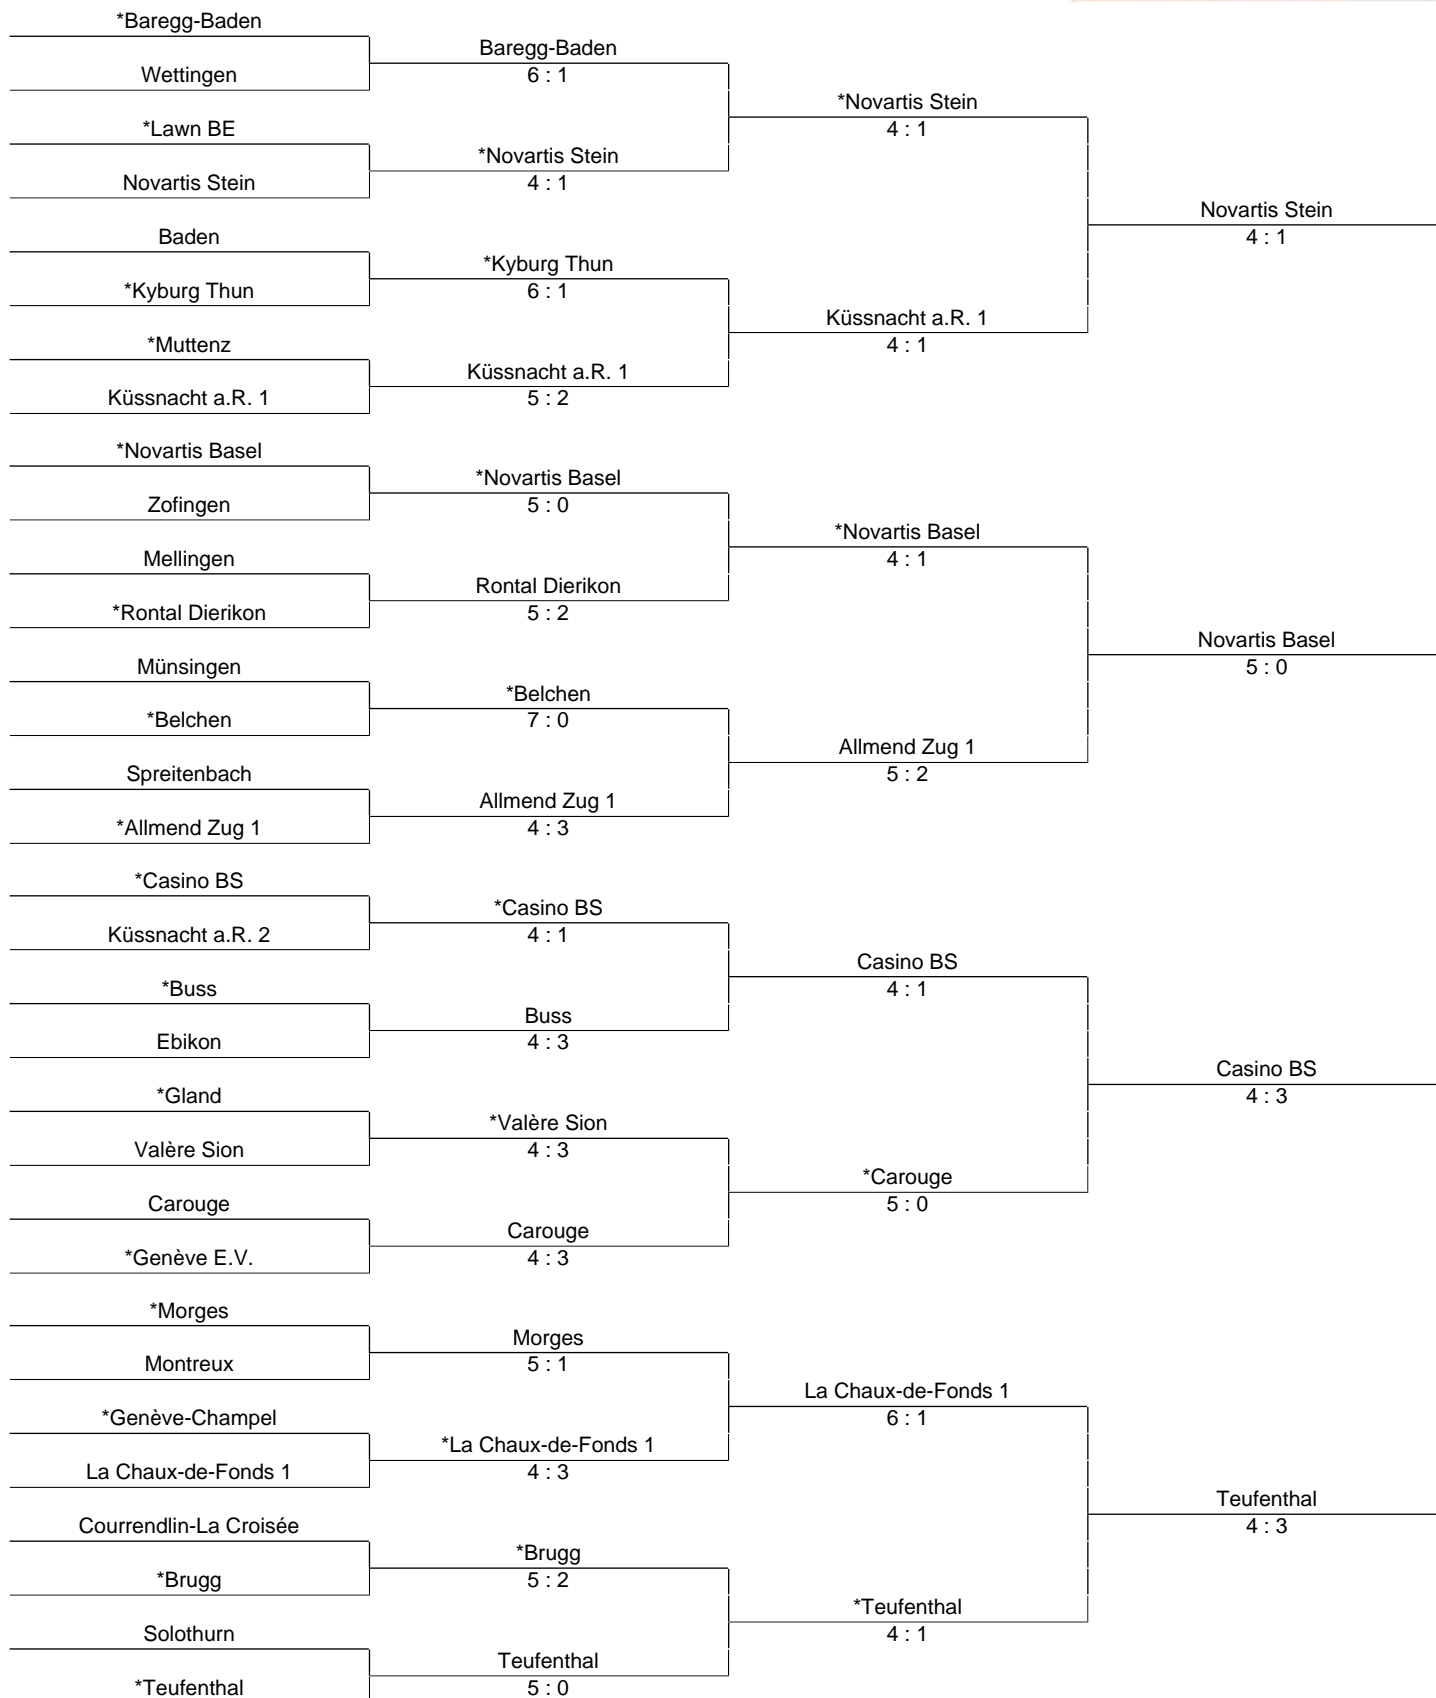 *Baregg-Baden
Wettingen
*Lawn BE
Novartis Stein
Baden
*Kyburg Thun
*Muttenz
Küssnacht a.R. 1
*Novartis Basel
Zofingen
Mellingen
*Rontal Dierikon
Münsingen
*Belchen
Spreitenbach
*Allmend Zug 1
*Casino BS
Küssnacht a.R. 2
*Buss
Ebikon
*Gland
Valère Sion
Carouge
*Genève E.V.
*Morges
Montreux
*Genève-Champel
La Chaux-de-Fonds 1
Courrendlin-La Croisée
*Brugg
Solothurn
*Teufenthal
Baregg-Baden
6 : 1
*Novartis Stein
4 : 1
*Kyburg Thun
6 : 1
Küssnacht a.R. 1
5 : 2
*Novartis Basel
5 : 0
Rontal Dierikon
5 : 2
*Belchen
7 : 0
Allmend Zug 1
4 : 3
*Casino BS
4 : 1
Buss
4 : 3
*Valère Sion
4 : 3
Carouge
4 : 3
Morges
5 : 1
*La Chaux-de-Fonds 1
4 : 3
*Brugg
5 : 2
Teufenthal
5 : 0
*Novartis Stein
4 : 1
Küssnacht a.R. 1
4 : 1
*Novartis Basel
4 : 1
Allmend Zug 1
5 : 2
Casino BS
4 : 1
*Carouge
5 : 0
La Chaux-de-Fonds 1
6 : 1
*Teufenthal
4 : 1
Novartis Stein
4 : 1
Novartis Basel
5 : 0
Casino BS
4 : 3
Teufenthal
4 : 3